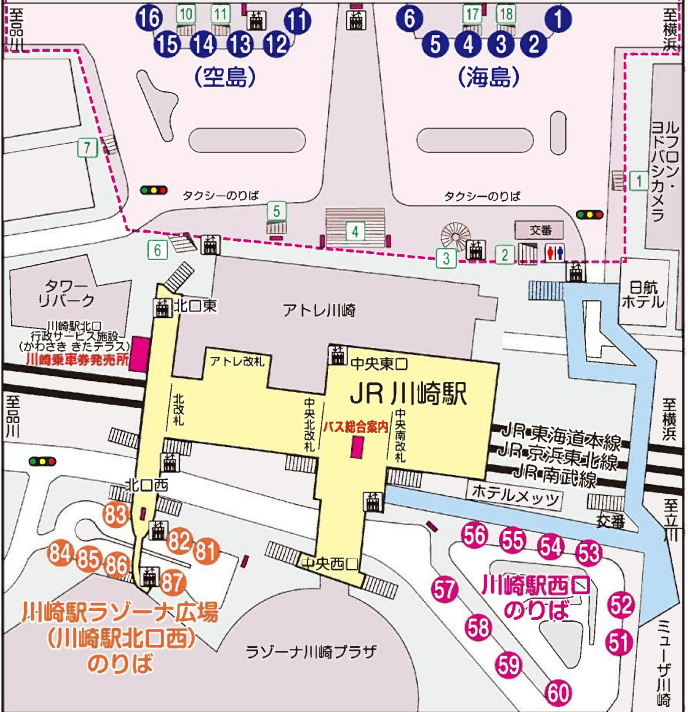 至品川
16
10
11
11
15
14
13
12
(空島)
6
17
18
1
5
4
3
2
(海島)
至横浜
ルフロン・
ヨドバシカメラ
7
1
タクシーのりば
タクシーのりば
5
4
6
3
2
交番
タワー
リバーク
北口東
アトレ川崎
日航
ホテル
川崎駅北口
行政サービス施設
(かわさき きたテラス)
川崎乗車券発売所
アトレ改札
中央東口
JR川崎駅
北改札
中央北改札
バス総合案内
中央南改札
至品川
至横浜
JR 東海道本線
JR 京浜東北線
JR 南武線
北口西
ホテルメッツ
交番
至立川
83
82
81
84
85
86
87
中央西口
56
55
54
53
57
川崎駅西口
のりば
52
51
58
59
60
川崎駅ラゾーナ広場
(川崎駅北口西)
のりば
ラゾーナ川崎プラザ
ミューザ川崎